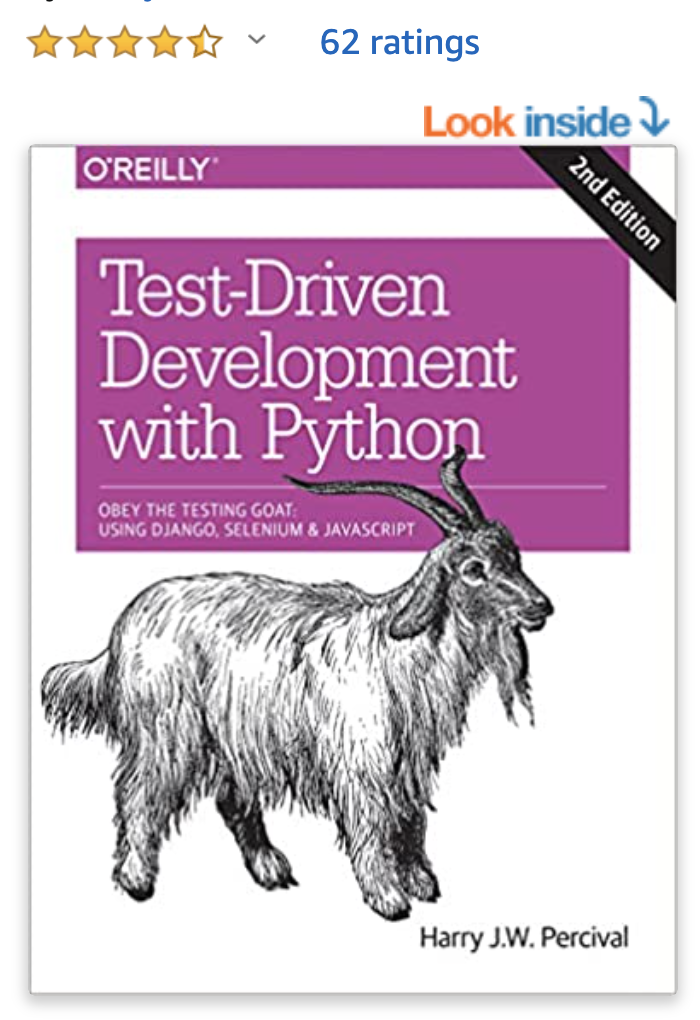 62 ratings
Look inside
O'REILLY®
2nd Edition
Test-Driven
Development
with Python
OBEY THE TESTING GOAT:
USING DJANGO, SELENIUM & JAVASCRIPT
Harry J.W. Percival